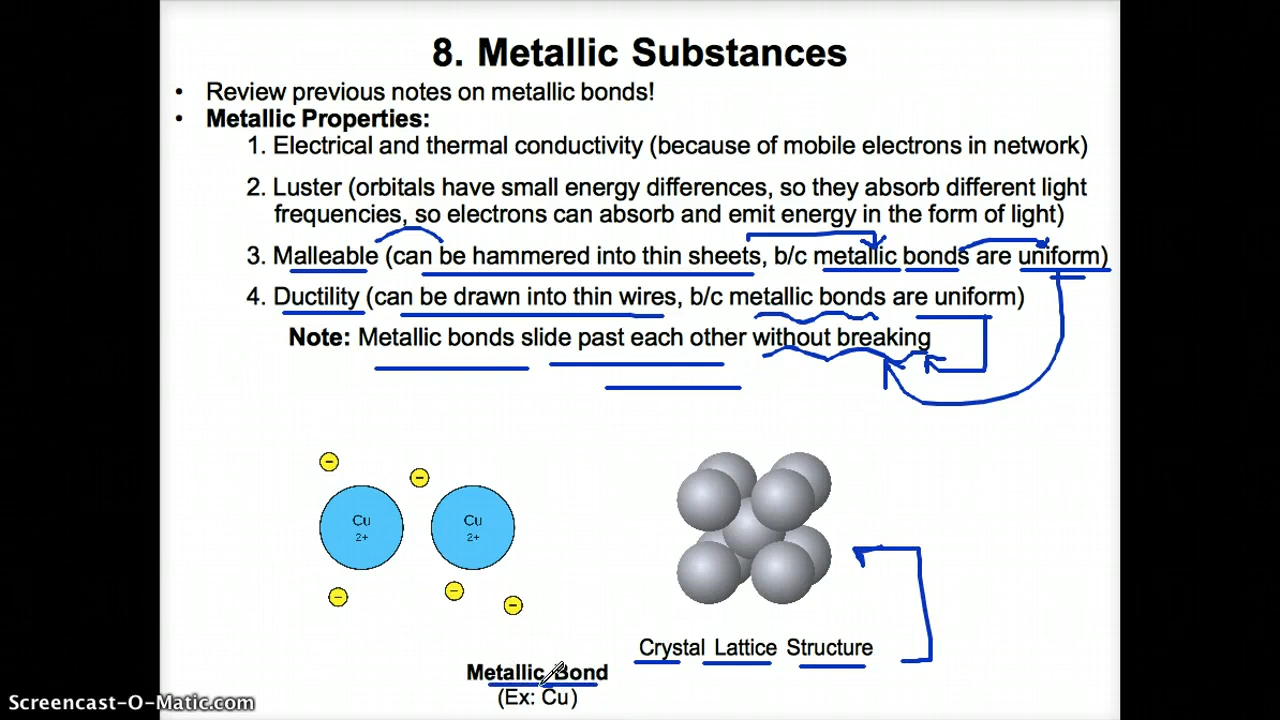 8. Metallic Substances
• Review previous notes on metallic bonds!
• Metallic Properties:
1. Electrical and thermal conductivity (because of mobile electrons in network)
2. Luster (orbitals have small energy differences, so they absorb different light
frequencies, so electrons can absorb and emit energy in the form of light)
3. Malleable (can be hammered into thin sheets, b/c metallic bonds are uniform)
4. Ductility (can be drawn into thin wires, b/c metallic bonds are uniform)
Note: Metallic bonds slide past each other without breaking
− −
Cu Cu
2+ 2+
− − −
Crystal Lattice Structure
Metallic Bond
(Ex: Cu)
Screencast-O-Matic.com